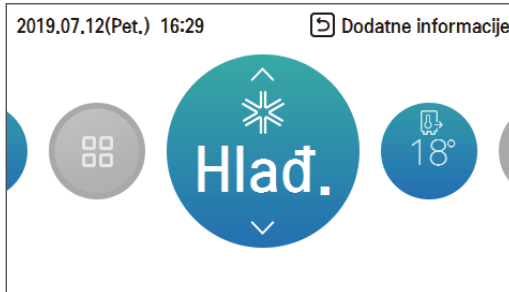 2019.07.12(Pet.) 16:29
Dodatne informacije
Hlađ.
18°